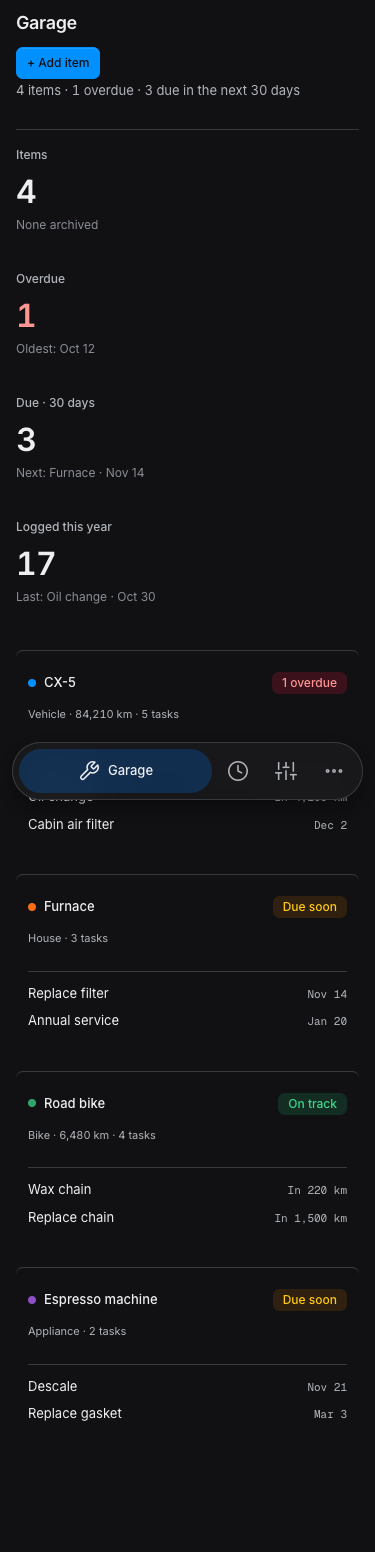 Garage
+ Add item
4 items · 1 overdue · 3 due in the next 30 days
Items
4
None archived
Overdue
1
Oldest: Oct 12
Due · 30 days
3
Next: Furnace · Nov 14
Logged this year
17
Last: Oil change · Oct 30
CX-5 1 overdue
Vehicle · 84,210 km · 5 tasks
Garage
Oil change
Cabin air filter Dec 2
Furnace Due soon
House · 3 tasks
Replace filter Nov 14
Annual service Jan 20
Road bike On track
Bike · 6,480 km · 4 tasks
Wax chain In 220 km
Replace chain In 1,500 km
Espresso machine Due soon
Appliance · 2 tasks
Descale Nov 21
Replace gasket Mar 3